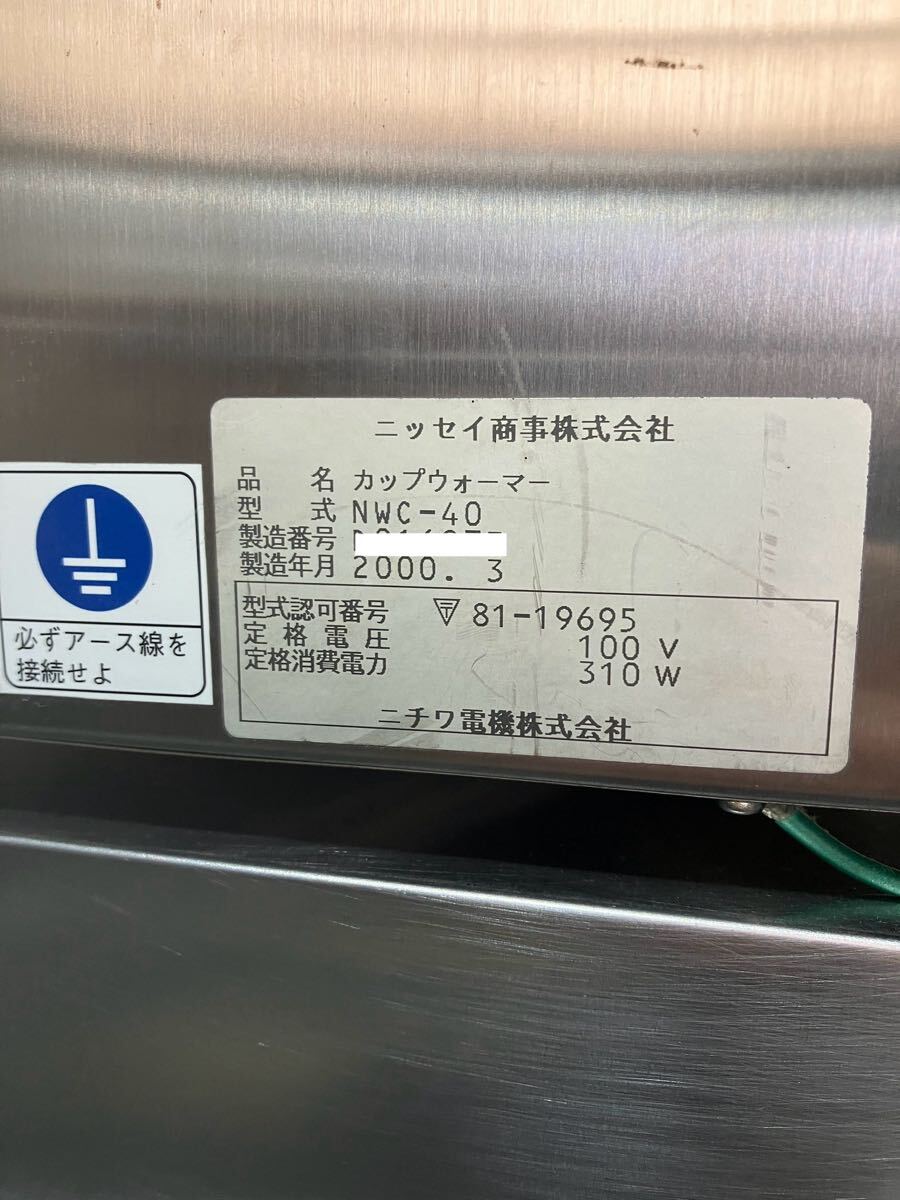 ニッセイ商事株式会社
品 名 カップウォーマー
型 式 NWC-40
製造番号
製造年月 2000. 3
型式認可番号 81-19695
定格電圧 100 V
定格消費電力 310 W
ニチワ電機株式会社
必ずアース線を
接続せよ